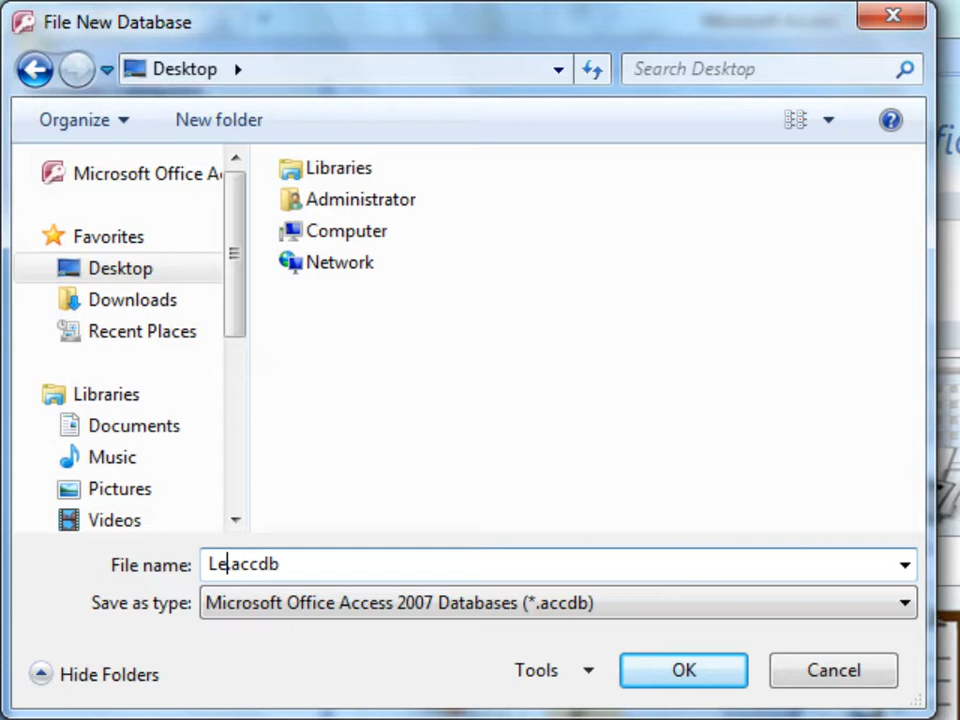 File New Database
Desktop
Search Desktop
Organize
New folder
Microsoft Office A
Favorites
Desktop
Downloads
Recent Places
Libraries
Documents
Music
Pictures
Videos
Libraries
Administrator
Computer
Network
File name: Le.accdb
Save as type: Microsoft Office Access 2007 Databases (*.accdb)
Hide Folders
Tools
OK
Cancel